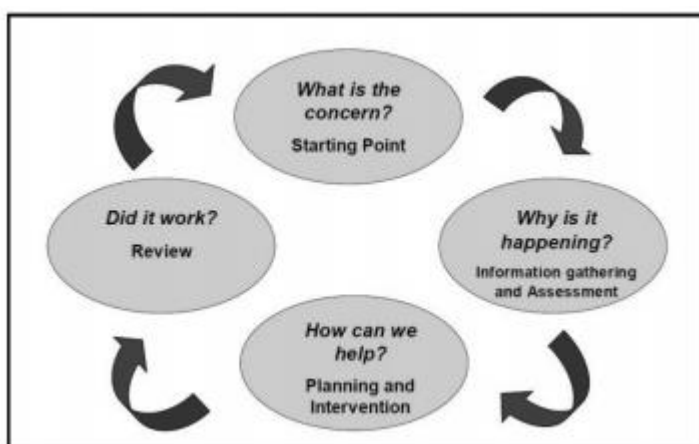 What is the
concern?
Starting Point
Did it work?
Review
Why is it
happening?
Information gathering
and Assessment
How can we
help?
Planning and
Intervention